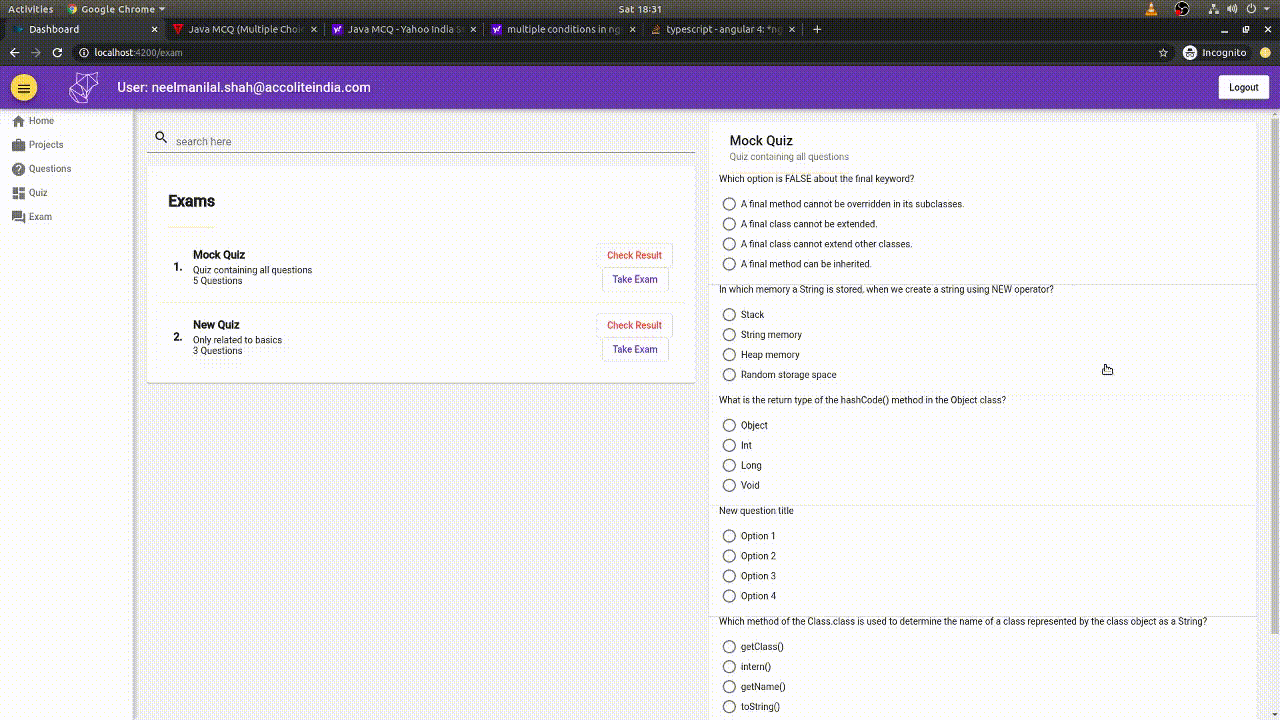 Activities
Google Chrome
Sat 18:31
Dashboard
Java MCQ (Multiple Choi
Java MCQ - Yahoo India S
multiple conditions in ng
typescript - angular 4: *ng
localhost:4200/exam
Incognito
User: neelmanilal.shah@accoliteindia.com
Logout
Home
Projects
Questions
Quiz
Exam
search here
Exams
1.
Mock Quiz
Quiz containing all questions
5 Questions
Check Result
Take Exam
2.
New Quiz
Only related to basics
3 Questions
Check Result
Take Exam
Mock Quiz
Quiz containing all questions
Which option is FALSE about the final keyword?
A final method cannot be overridden in its subclasses.
A final class cannot be extended.
A final class cannot extend other classes.
A final method can be inherited.
In which memory a String is stored, when we create a string using NEW operator?
Stack
String memory
Heap memory
Random storage space
What is the return type of the hashCode() method in the Object class?
Object
Int
Long
Void
New question title
Option 1
Option 2
Option 3
Option 4
Which method of the Class.class is used to determine the name of a class represented by the class object as a String?
getClass()
intern()
getName()
toString()